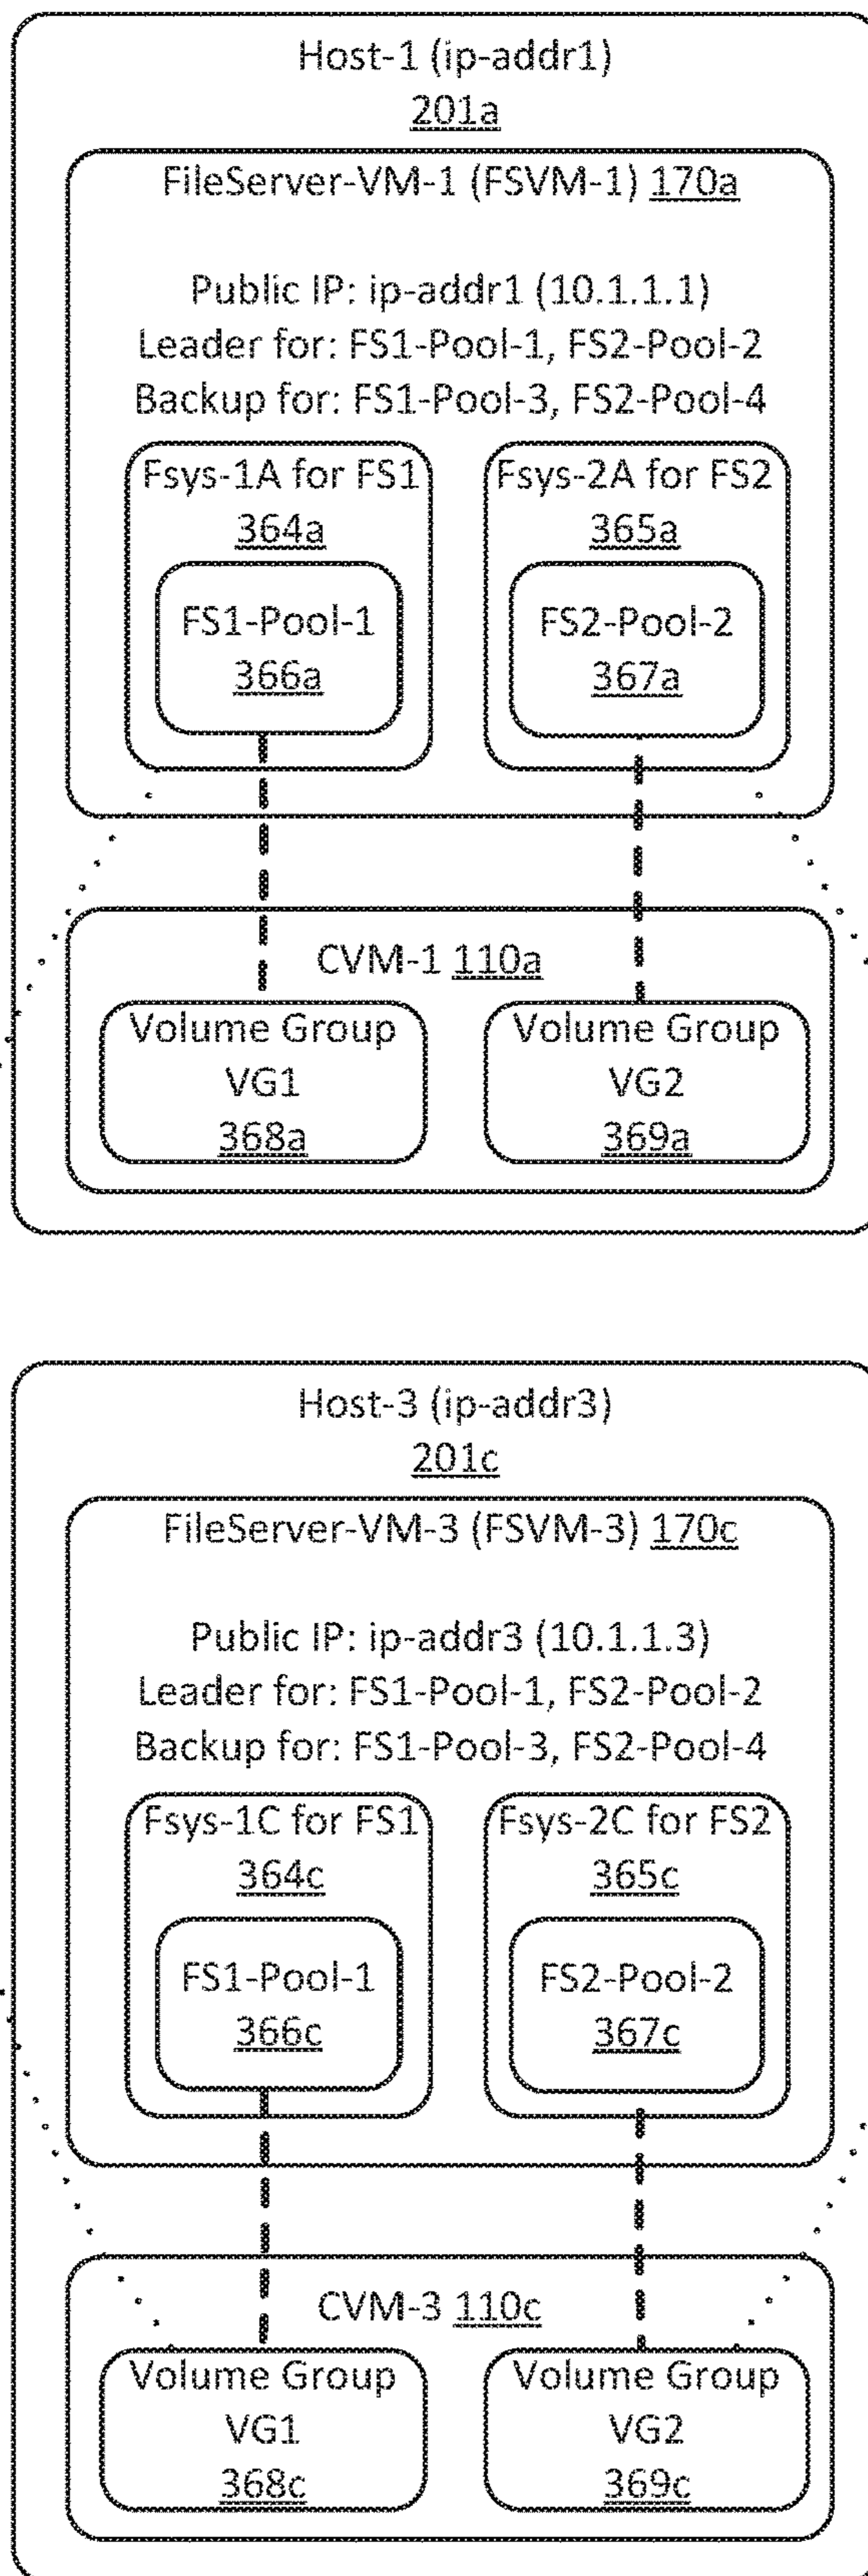 Host-1 (ip-addr1)
201a
FileServer-VM-1 (FSVM-1) 170a
Public IP: ip-addr1 (10.1.1.1)
Leader for: FS1-Pool-1, FS2-Pool-2
Backup for: FS1-Pool-3, FS2-Pool-4
Fsys-1A for FS1
364a
FS1-Pool-1
366a
Fsys-2A for FS2
365a
FS2-Pool-2
367a
CVM-1 110a
Volume Group
VG1
368a
Volume Group
VG2
369a
Host-3 (ip-addr3)
201c
FileServer-VM-3 (FSVM-3) 170c
Public IP: ip-addr3 (10.1.1.3)
Leader for: FS1-Pool-1, FS2-Pool-2
Backup for: FS1-Pool-3, FS2-Pool-4
Fsys-1C for FS1
364c
FS1-Pool-1
366c
Fsys-2C for FS2
365c
FS2-Pool-2
367c
CVM-3 110c
Volume Group
VG1
368c
Volume Group
VG2
369c